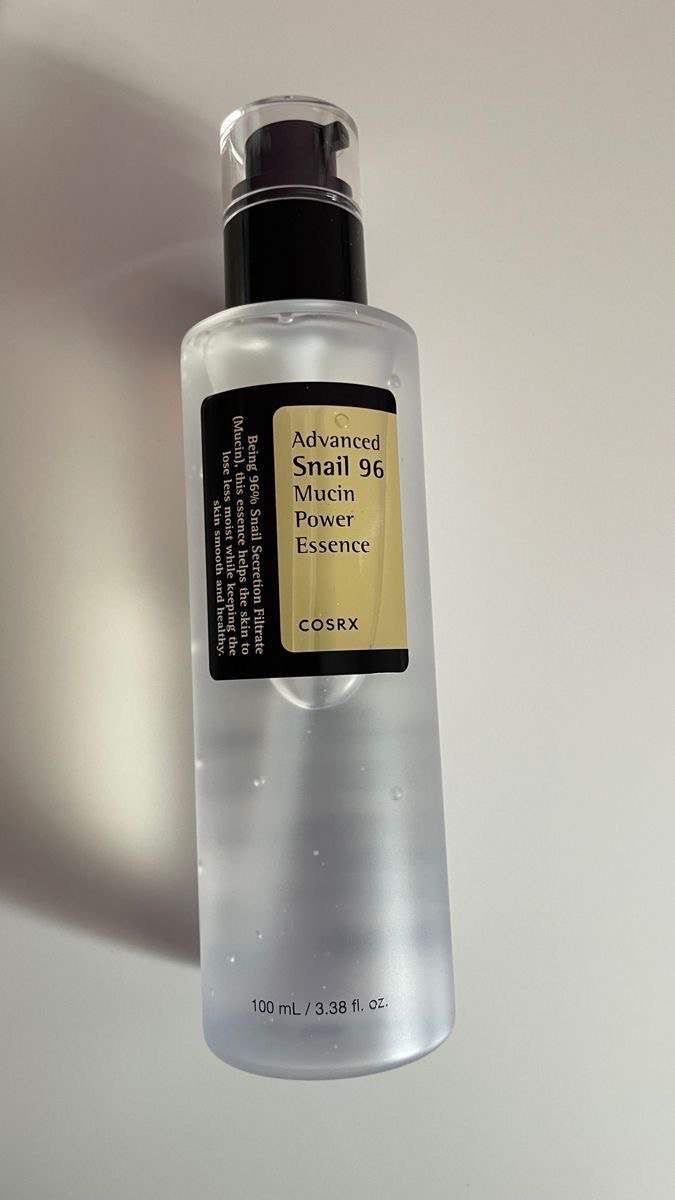 Advanced
Snail 96
Mucin
Power
Essence
COSRX
Being 96% Snail Secretion Filtrate
(Mucin), this essence helps the skin to
lose less moist while keeping the
skin smooth and healthy.
100 mL / 3.38 fl. oz.